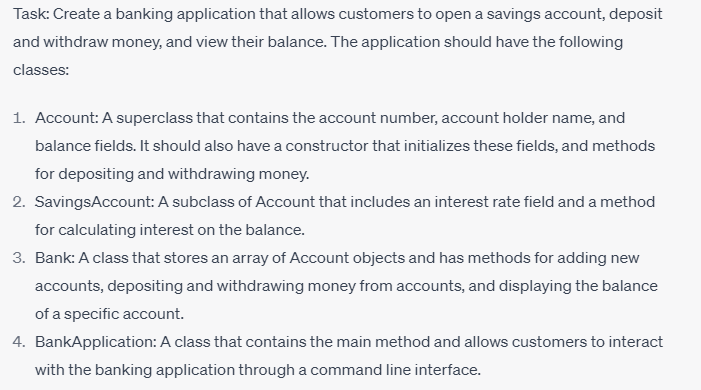 Task: Create a banking application that allows customers to open a savings account, deposit
and withdraw money, and view their balance. The application should have the following
classes:
1. Account: A superclass that contains the account number, account holder name, and
balance fields. It should also have a constructor that initializes these fields, and methods
for depositing and withdrawing money.
2. SavingsAccount: A subclass of Account that includes an interest rate field and a method
for calculating interest on the balance.
3. Bank: A class that stores an array of Account objects and has methods for adding new
accounts, depositing and withdrawing money from accounts, and displaying the balance
of a specific account.
4. BankApplication: A class that contains the main method and allows customers to interact
with the banking application through a command line interface.